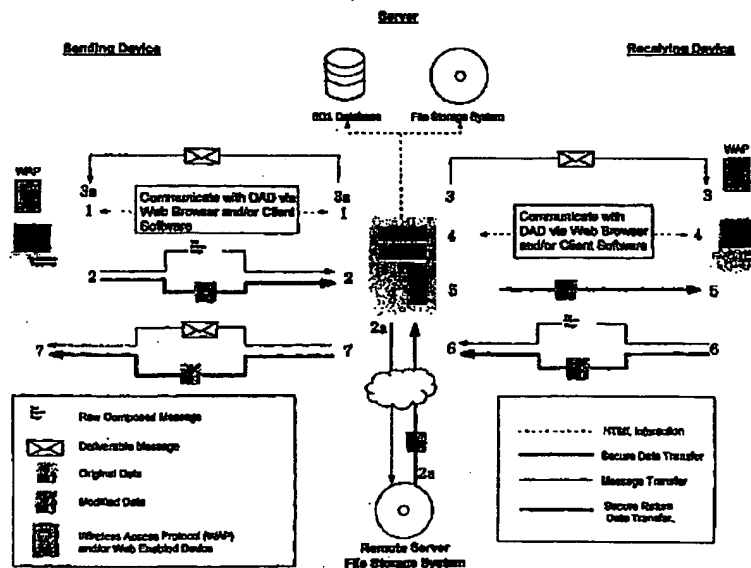 Server
Sending Device
Receiving Device
Database
File Storage System
WAP
WAP
3a
3a
3
3
1
Communicate with DAD via
Web Browser and/or Client
Software
1
4
Communicate with
DAD via Web Browser
and/or Client Software
4
2
2
5
5
7
7
2a
6
6
Raw Composed Message
Deliverable Message
Original Data
Modified Data
Wireless Access Protocol (WAP)
and/or Web Enabled Device
2a
Remote Server
File Storage System
HTML Interaction
Secure Data Transfer
Message Transfer
Secure Return
Data Transfer